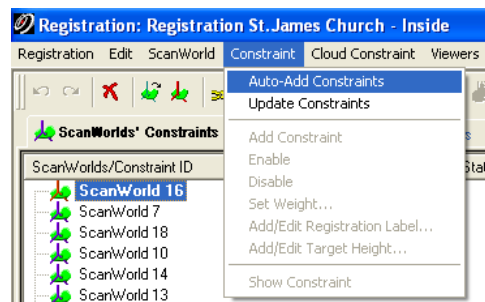 Registration: Registration St.James Church - Inside
Registration Edit ScanWorld Constraint Cloud Constraint Viewers
Auto-Add Constraints
Update Constraints
ScanWorlds' Constraints
Add Constraint
ScanWorlds/Constraint ID
Enable
ScanWorld 16
Disable
ScanWorld 7
Set Weight...
ScanWorld 18
Add/Edit Registration Label...
ScanWorld 10
Add/Edit Target Height...
ScanWorld 14
Show Constraint
ScanWorld 13